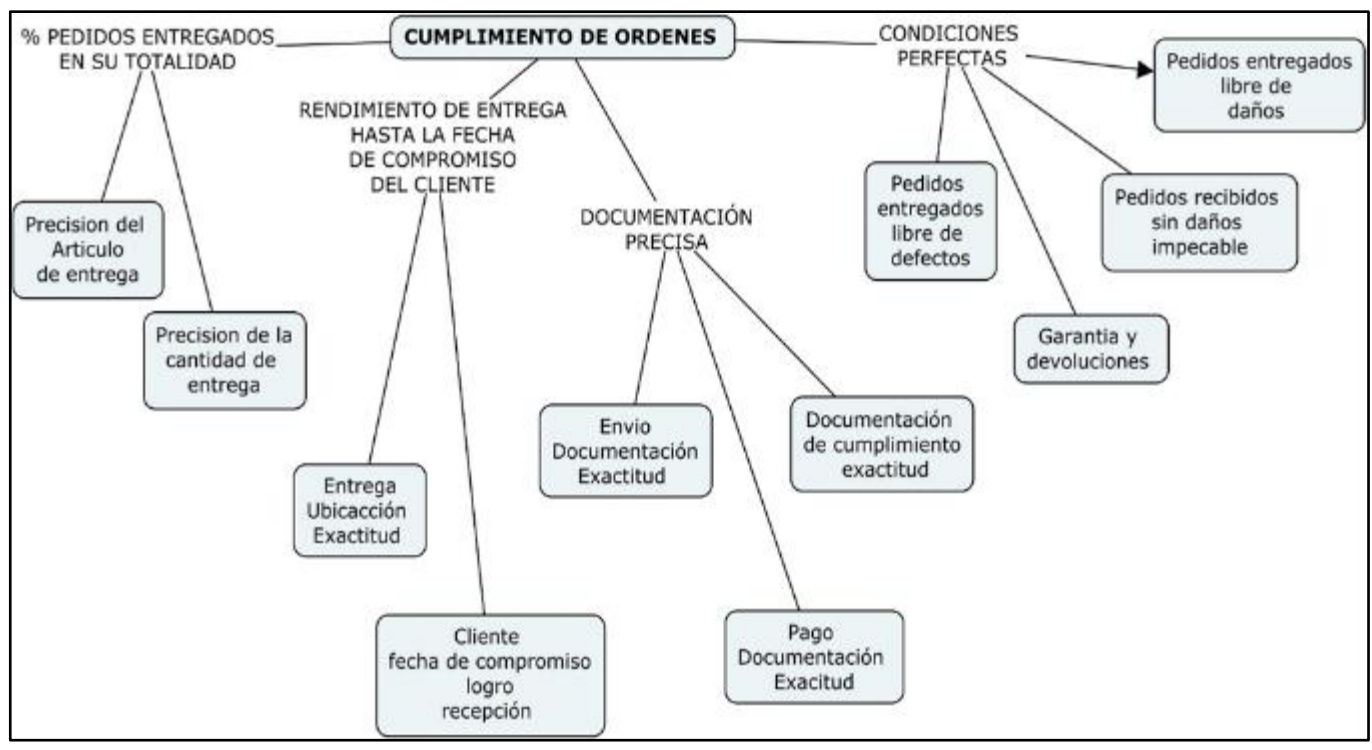 CUMPLIMIENTO DE ORDENES
% PEDIDOS ENTREGADOS
EN SU TOTALIDAD
Precision del
Articulo
de entrega
Precision de la
cantidad de
entrega
RENDIMIENTO DE ENTREGA
HASTA LA FECHA
DE COMPROMISO
DEL CLIENTE
Entrega
Ubicacción
Exactitud
Cliente
fecha de compromiso
logro
recepción
DOCUMENTACIÓN
PRECISA
Envio
Documentación
Exactitud
Pago
Documentación
Exacitud
Documentación
de cumplimiento
exactitud
CONDICIONES
PERFECTAS
Pedidos
entregados
libre de
defectos
Garantia y
devoluciones
Pedidos recibidos
sin daños
impecable
Pedidos entregados
libre de
daños